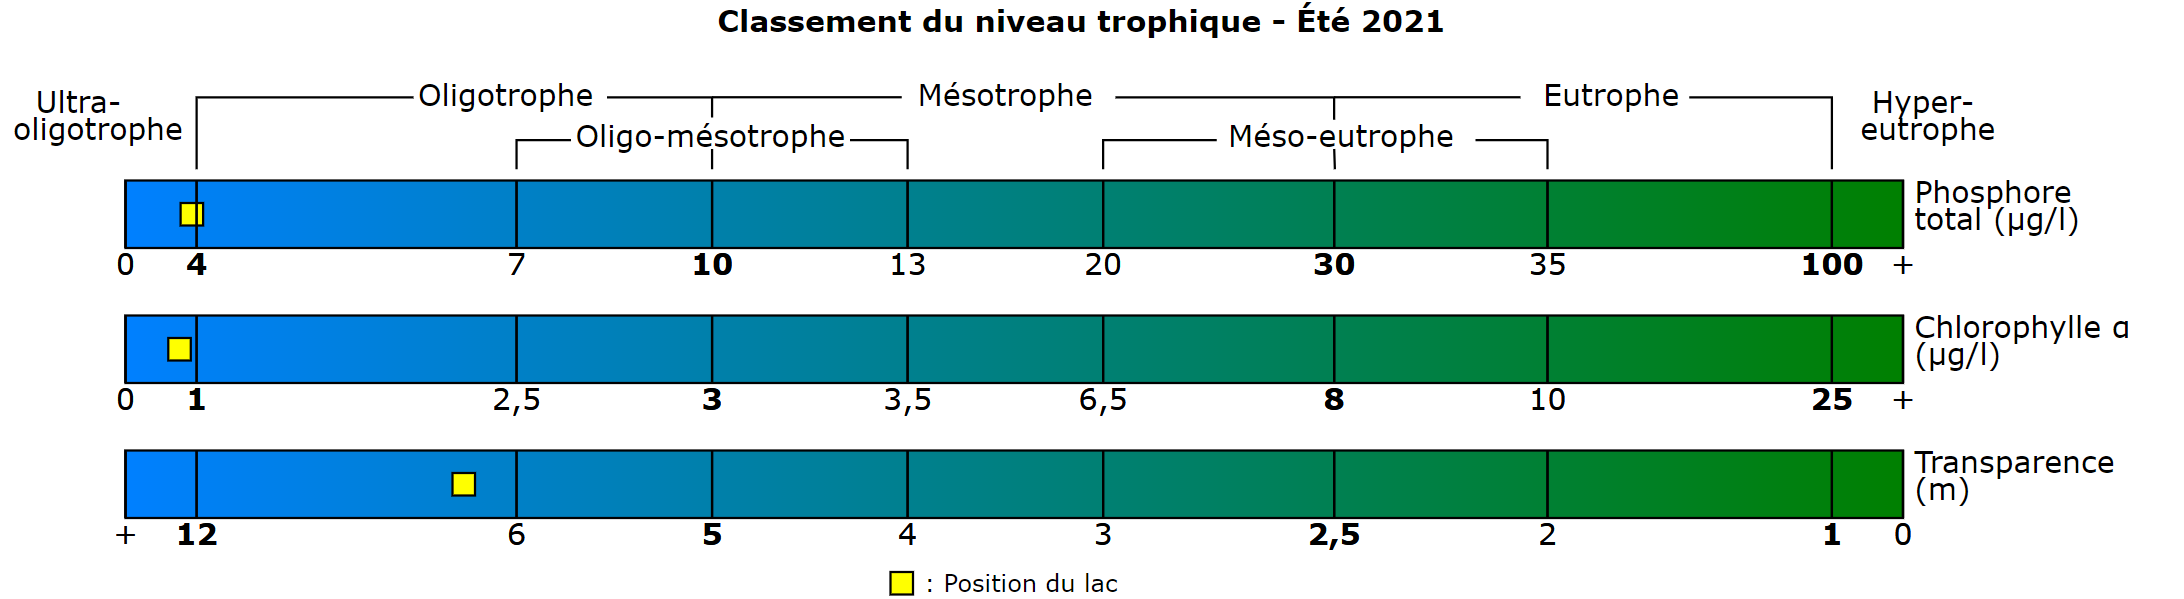 Classement du niveau trophique - Été 2021
Ultra-
oligotrophe
Oligotrophe
Mésotrophe
Eutrophe
Hyper-
eutrophe
Oligo-mésotrophe
Méso-eutrophe
Phosphore
total (µg/l)
0 4 7 10 13 20 30 35 100 +
Chlorophylle ɑ
(µg/l)
0 1 2,5 3 3,5 6,5 8 10 25 +
Transparence
(m)
+ 12 6 5 4 3 2,5 2 1 0
: Position du lac